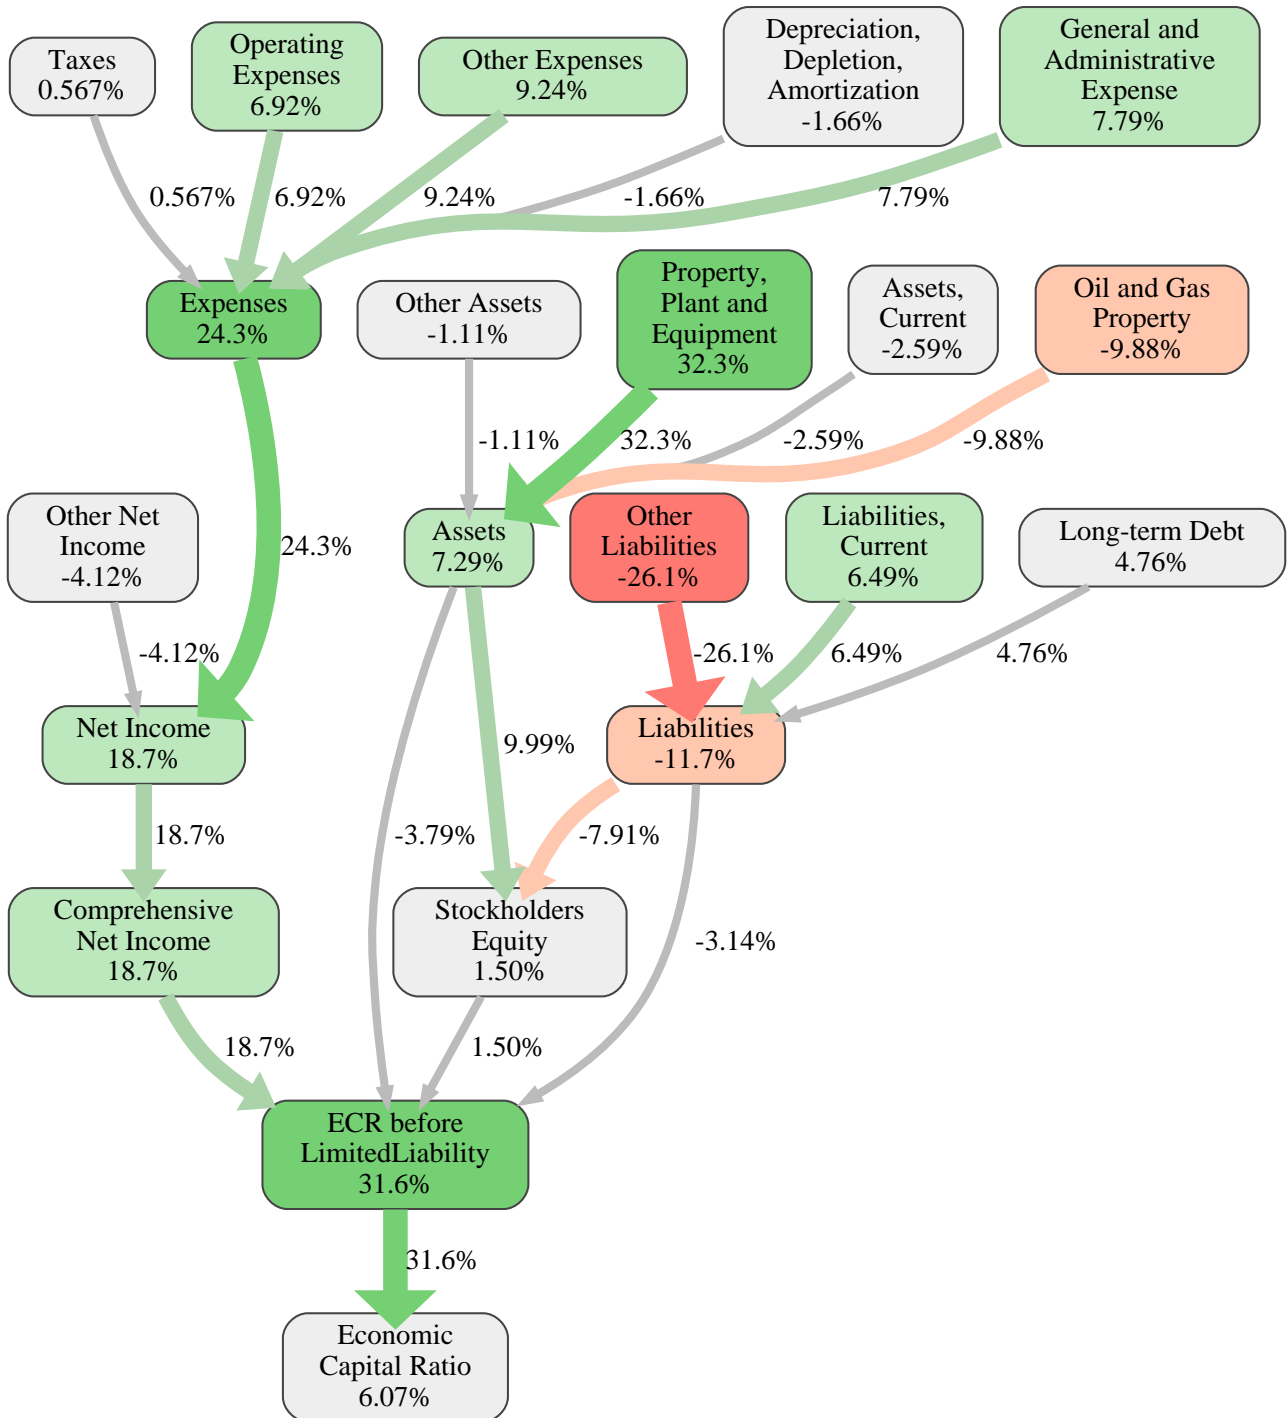 Taxes
0.567%
Operating
Expenses
6.92%
Other Expenses
9.24%
Depreciation,
Depletion,
Amortization
-1.66%
General and
Administrative
Expense
7.79%
0.567%
6.92%
9.24%
-1.66%
7.79%
Expenses
24.3%
Other Assets
-1.11%
Property,
Plant and
Equipment
32.3%
Assets,
Current
-2.59%
Oil and Gas
Property
-9.88%
-1.11%
32.3%
-2.59%
-9.88%
Other Net
Income
-4.12%
24.3%
Assets
7.29%
Other
Liabilities
-26.1%
Liabilities,
Current
6.49%
Long-term Debt
4.76%
-4.12%
-26.1%
6.49%
4.76%
Net Income
18.7%
9.99%
Liabilities
-11.7%
18.7%
-3.79%
-7.91%
Comprehensive
Net Income
18.7%
Stockholders
Equity
1.50%
-3.14%
18.7%
1.50%
ECR before
LimitedLiability
31.6%
31.6%
Economic
Capital Ratio
6.07%